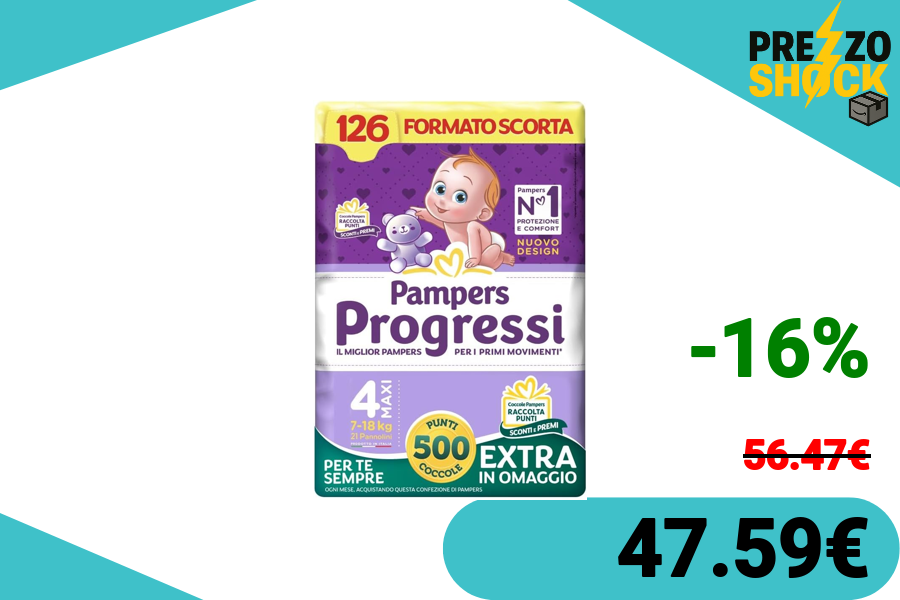 PREZZO
SHOCK
126 FORMATO SCORTA
Coccole Pampers
RACCOLTA
PUNTI
SCONTI E PREMI
Pampers
N°1
PROTEZIONE
E COMFORT
NUOVO
DESIGN
Pampers
Progressi
IL MIGLIOR PAMPERS PER I PRIMI MOVIMENTI*
4 MAXI
7-18 kg
21 Pannolini
Coccole Pampers
RACCOLTA
PUNTI
SCONTI E PREMI
PUNTI
500
COCCOLE
PER TE
SEMPRE
EXTRA
IN OMAGGIO
OGNI MESE, ACQUISTANDO QUESTA CONFEZIONE DI PAMPERS
-16%
56.47€
47.59€